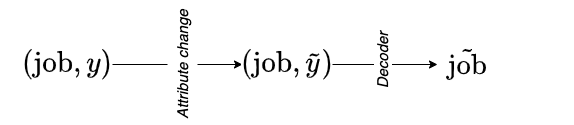 (job, y) Attribute change (job, ỹ) Decoder jõb